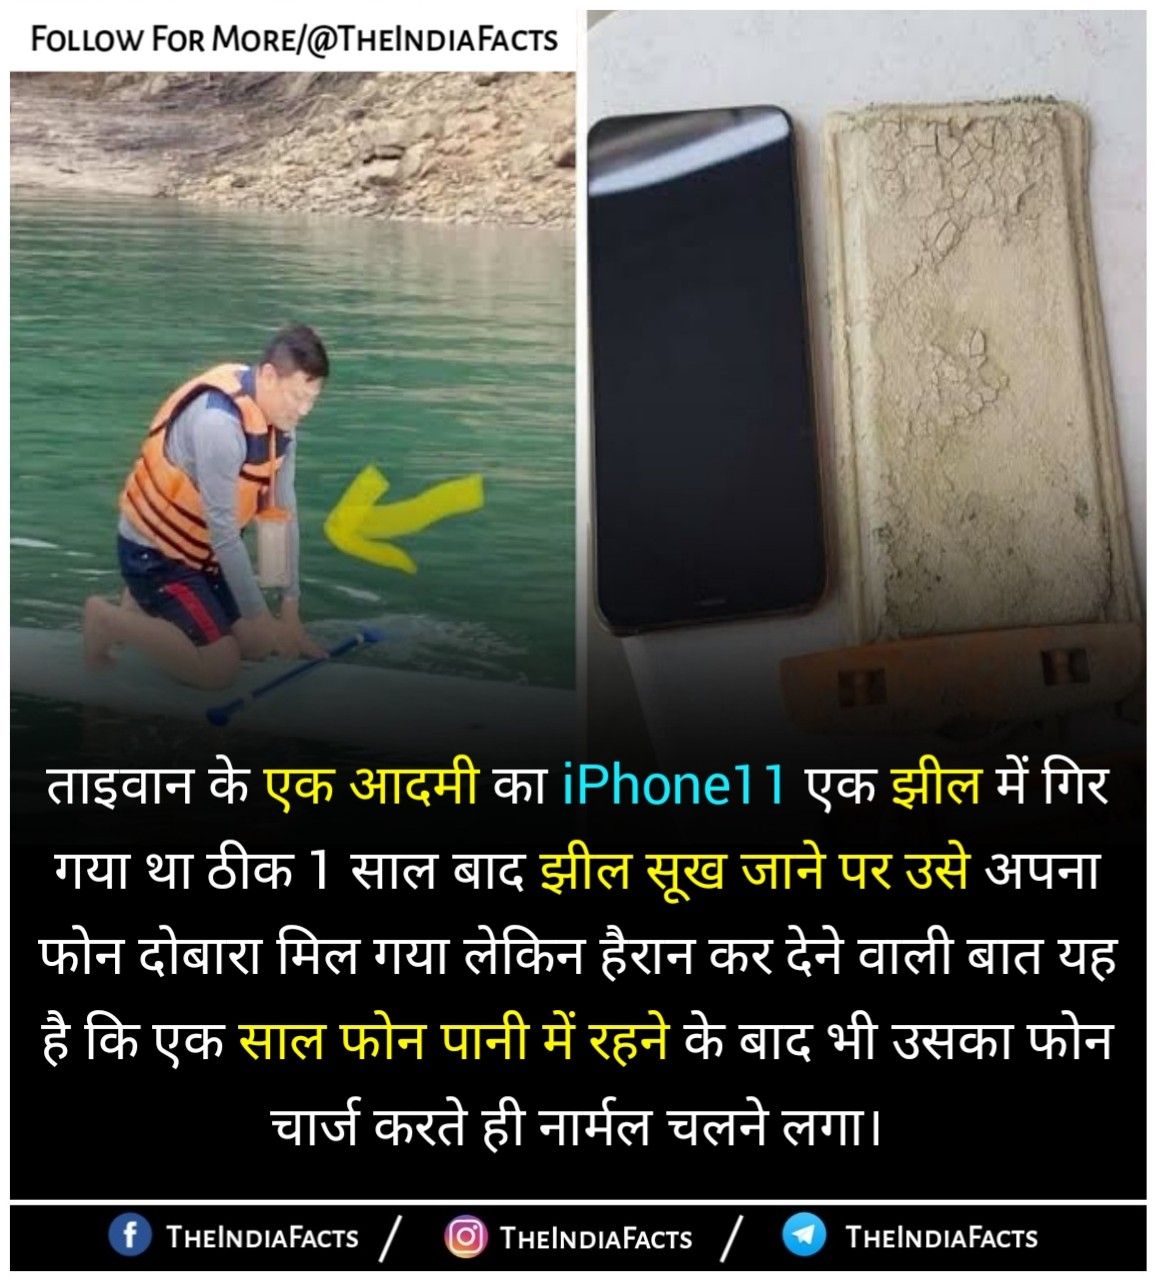 FOLLOW FOR MORE/@THEINDIAFACTS
ताइवान के एक आदमी का iPhone11 एक झील में गिर
गया था ठीक 1 साल बाद झील सूख जाने पर उसे अपना
फोन दोबारा मिल गया लेकिन हैरान कर देने वाली बात यह
है कि एक साल फोन पानी में रहने के बाद भी उसका फोन
चार्ज करते ही नार्मल चलने लगा।
THEINDIAFACTS / THEINDIAFACTS / THEINDIAFACTS